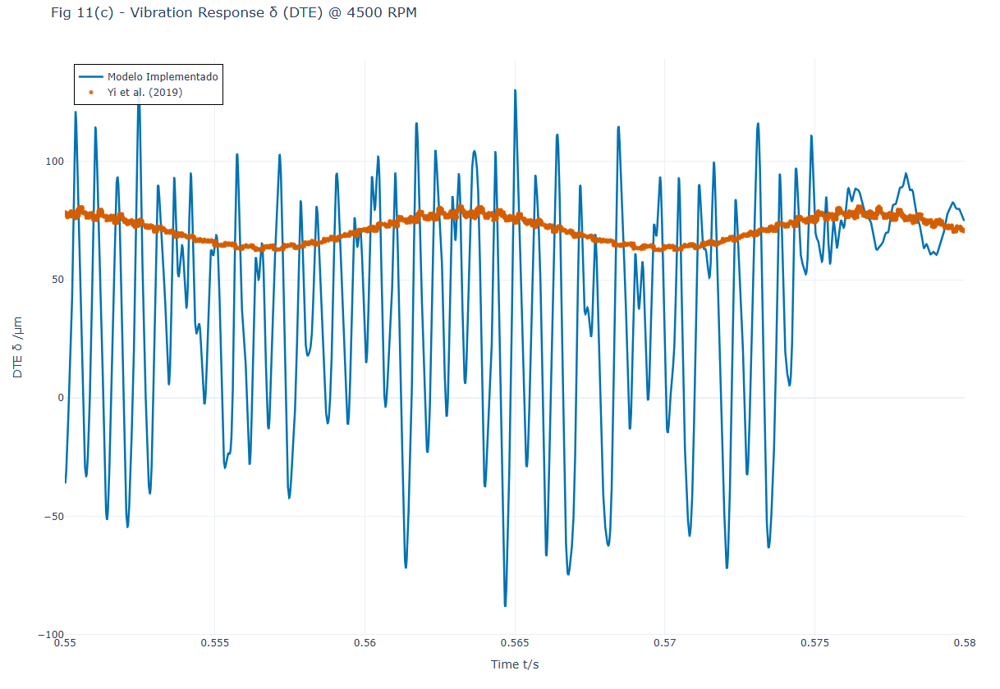 Fig 11(c) - Vibration Response δ (DTE) @ 4500 RPM
Modelo Implementado
Yi et al. (2019)
100
50
0
−50
−100
DTE δ /μm
0.55
0.555
0.56
0.565
0.57
0.575
0.58
Time t/s